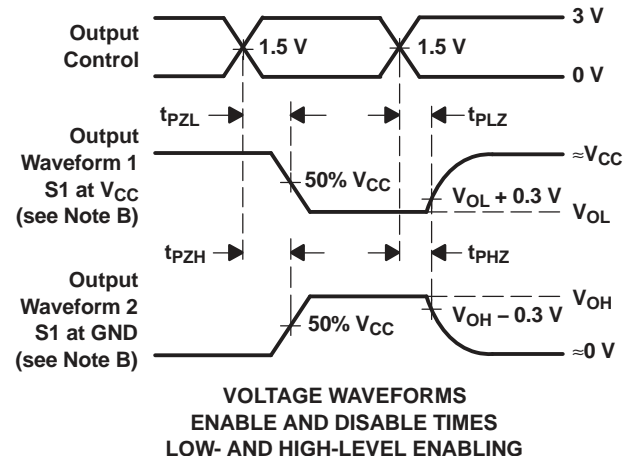 Output
Control
1.5 V
1.5 V
3 V
0 V
tPZL
tPLZ
Output
Waveform 1
S1 at VCC
(see Note B)
50% VCC
VOL + 0.3 V
≈VCC
VOL
tPZH
tPHZ
Output
Waveform 2
S1 at GND
(see Note B)
50% VCC
VOH − 0.3 V
VOH
≈0 V
VOLTAGE WAVEFORMS
ENABLE AND DISABLE TIMES
LOW- AND HIGH-LEVEL ENABLING